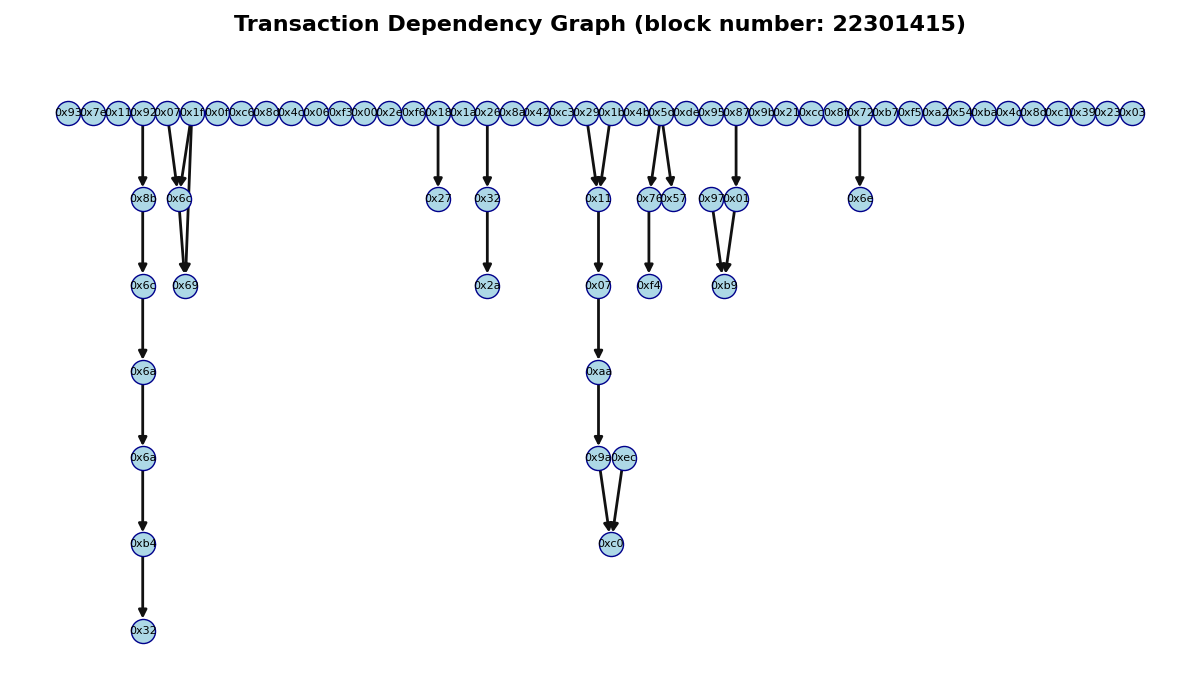 Transaction Dependency Graph (block number: 22301415)
0x93 0x7e 0x11 0x92 0x07 0x1f 0x0f 0xc6 0x8d 0x4c 0x06 0xf3 0x00 0x2e 0xf6 0x18 0x1a 0x26 0x8a 0x42 0xc3 0x29 0x1b 0x4b 0x5c 0xde 0x95 0x87 0x9b 0x21 0xcc 0x8f 0x72 0xb7 0xf5 0xa2 0x54 0xba 0x4c 0x8d 0xc1 0x39 0x23 0x03
0x8b 0x6c 0x27 0x32 0x11 0x76 0x57 0x97 0x01 0x6e
0x6c 0x69 0x2a 0x07 0xf4 0xb9
0x6a 0xaa
0x6a 0x9a 0xec
0xb4 0xc0
0x32